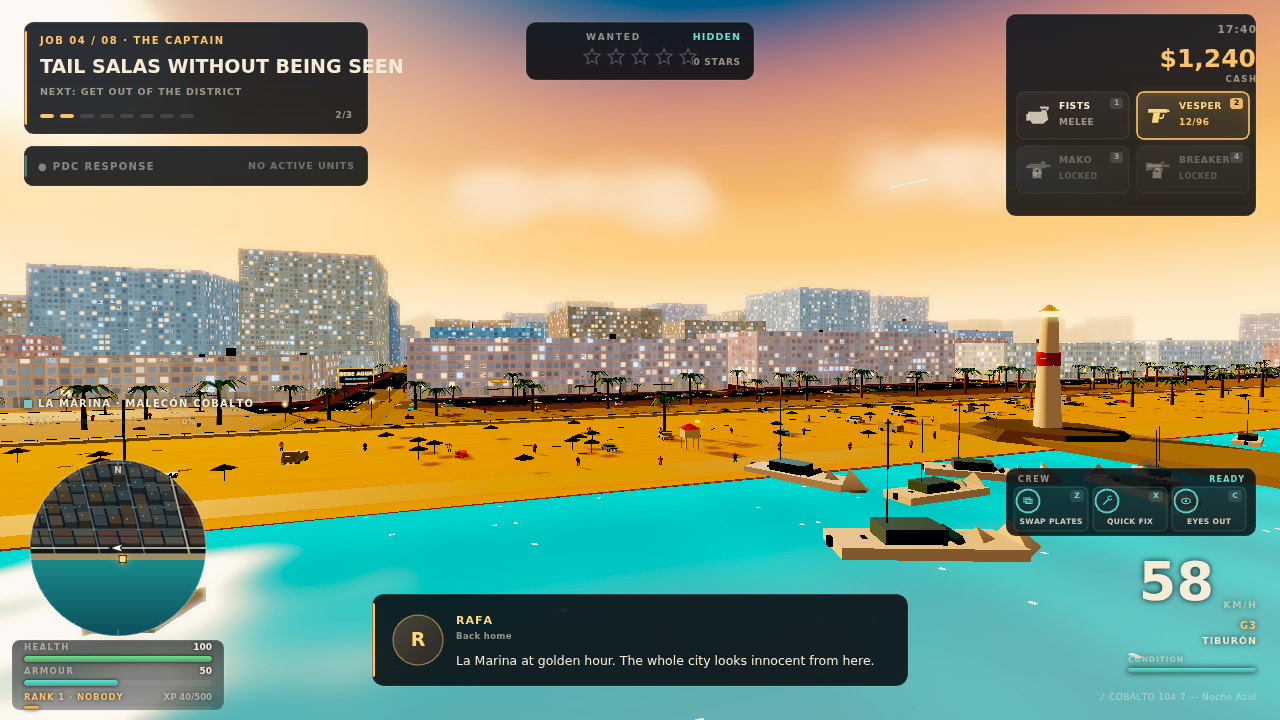 JOB 04 / 08 · THE CAPTAIN
TAIL SALAS WITHOUT BEING SEEN
NEXT: GET OUT OF THE DISTRICT
2/3
PDC RESPONSE
NO ACTIVE UNITS
WANTED
HIDDEN
0 STARS
17:40
$1,240
CASH
FISTS
1
MELEE
VESPER
2
12/96
MAKO
3
LOCKED
BREAKER
4
LOCKED
BEBE AGUA
LA MARINA · MALECÓN COBALTO
HEAT
0%
N
HEALTH
100
ARMOUR
50
RANK 1 · NOBODY
XP 40/500
R
RAFA
Back home
La Marina at golden hour. The whole city looks innocent from here.
CREW
READY
Z
SWAP PLATES
X
QUICK FIX
C
EYES OUT
58
KM/H
G3
TIBURÓN
CONDITION
♪ COBALTO 104.7 — Noche Azul